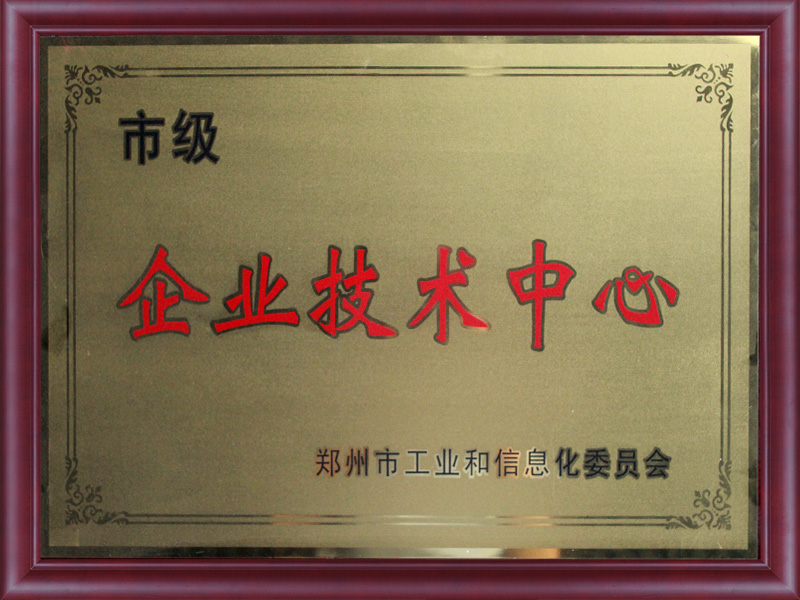 市级
企业技术中心
郑州市工业和信息化委员会